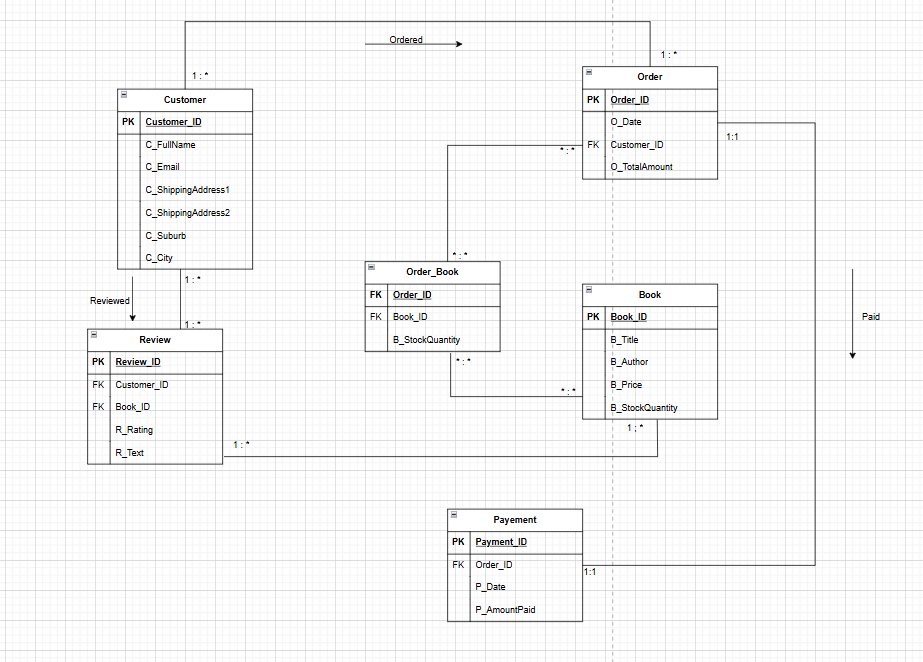 Ordered
1 : *
1 : *
Order
PK Order_ID
O_Date
FK Customer_ID
O_TotalAmount
Customer
PK Customer_ID
C_FullName
C_Email
C_ShippingAddress1
C_ShippingAddress2
C_Suburb
C_City
1:1
* : *
* : *
Order_Book
FK Order_ID
FK Book_ID
B_StockQuantity
1 : *
Reviewed
1 : *
Review
PK Review_ID
FK Customer_ID
FK Book_ID
R_Rating
R_Text
Book
PK Book_ID
B_Title
B_Author
B_Price
B_StockQuantity
Paid
* : *
* : *
1 ; *
1 : *
Payement
PK Payment_ID
FK Order_ID
P_Date
P_AmountPaid
1:1